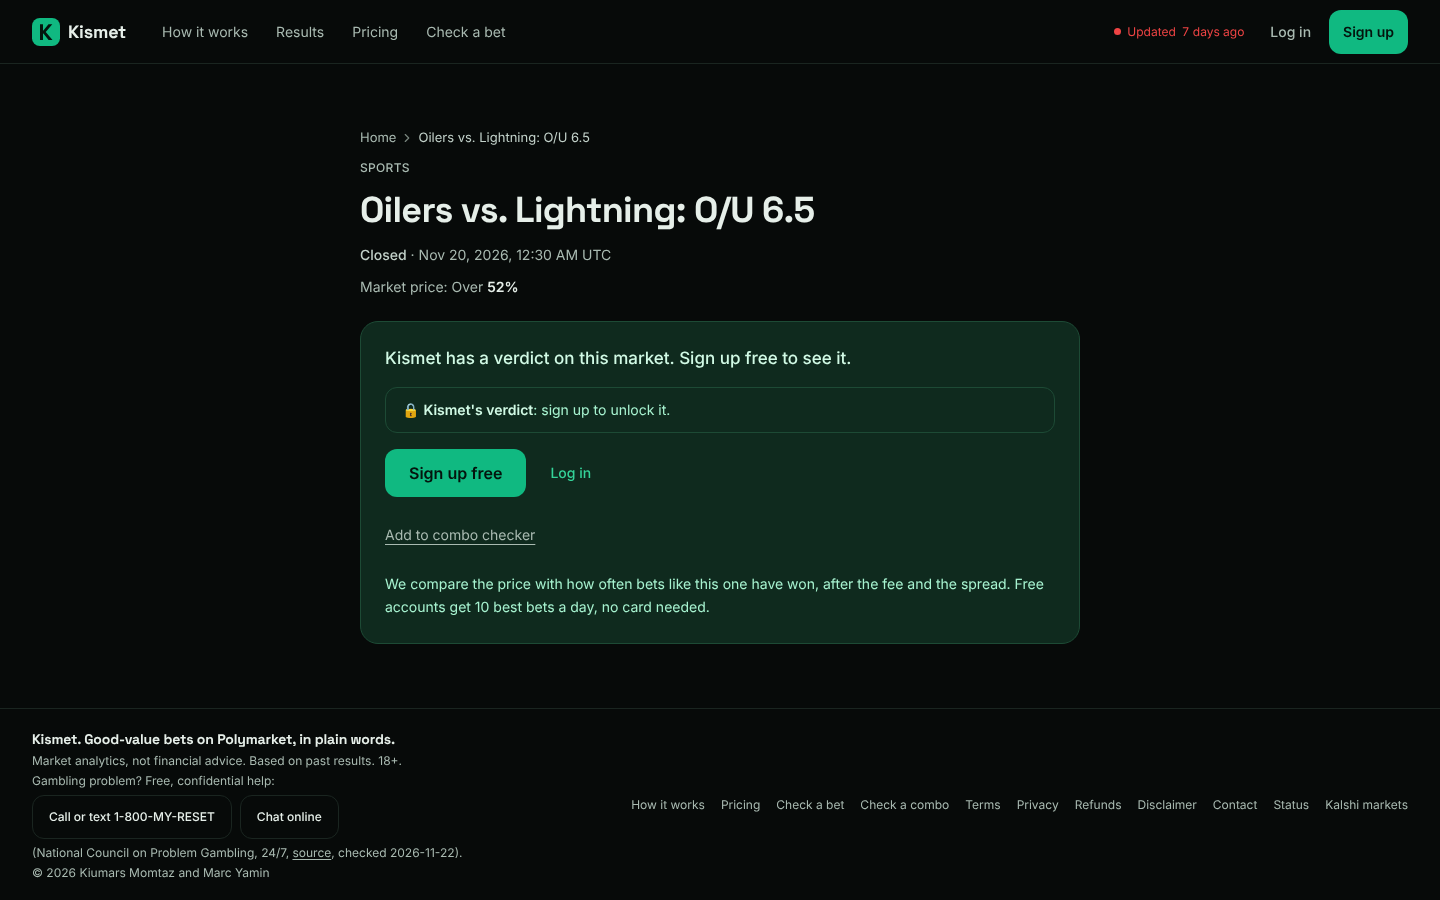 Kismet
How it works
Results
Pricing
Check a bet
Updated 7 days ago
Log in
Sign up
Home > Oilers vs. Lightning: O/U 6.5
SPORTS
Oilers vs. Lightning: O/U 6.5
Closed · Nov 20, 2026, 12:30 AM UTC
Market price: Over 52%
Kismet has a verdict on this market. Sign up free to see it.
🔒 Kismet's verdict: sign up to unlock it.
Sign up free
Log in
Add to combo checker
We compare the price with how often bets like this one have won, after the fee and the spread. Free
accounts get 10 best bets a day, no card needed.
Kismet. Good-value bets on Polymarket, in plain words.
Market analytics, not financial advice. Based on past results. 18+.
Gambling problem? Free, confidential help:
Call or text 1-800-MY-RESET
Chat online
(National Council on Problem Gambling, 24/7, source, checked 2026-11-22).
© 2026 Kiumars Momtaz and Marc Yamin
How it works
Pricing
Check a bet
Check a combo
Terms
Privacy
Refunds
Disclaimer
Contact
Status
Kalshi markets